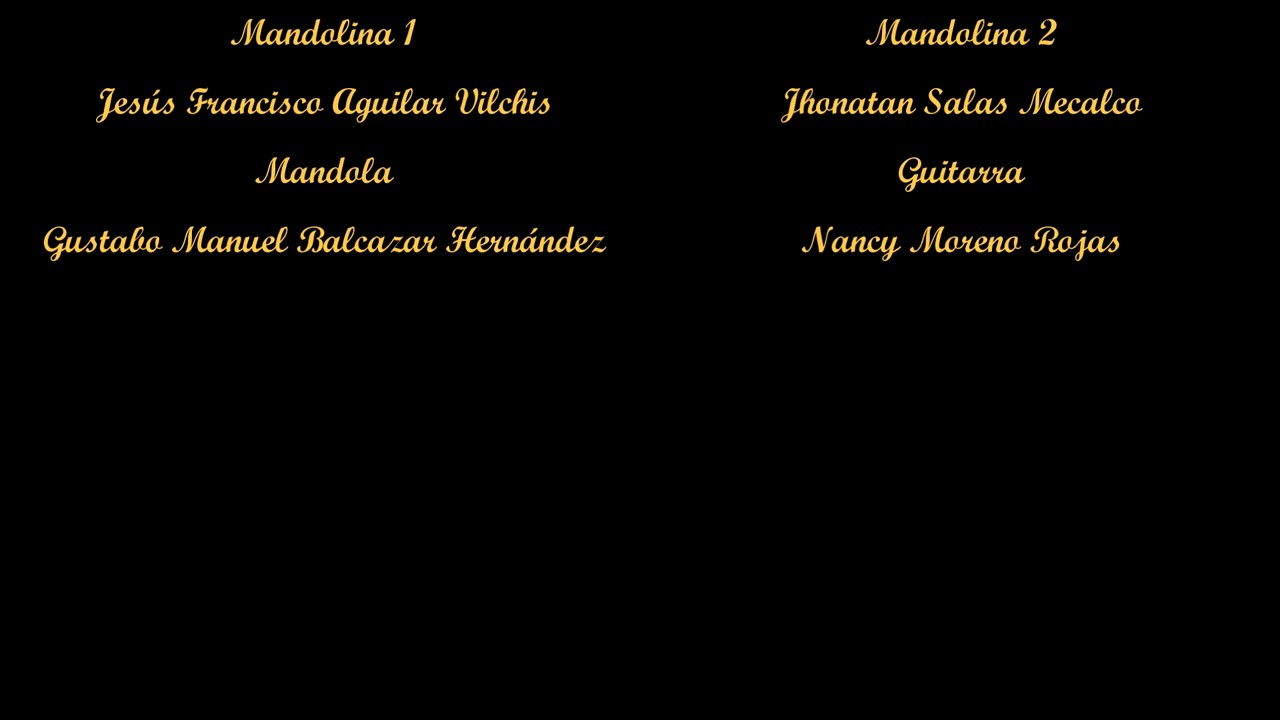 Mandolina 1
Jesús Francisco Aguilar Vilchis
Mandola
Gustabo Manuel Balcazar Hernández
Mandolina 2
Jhonatan Salas Mecalco
Guitarra
Nancy Moreno Rojas